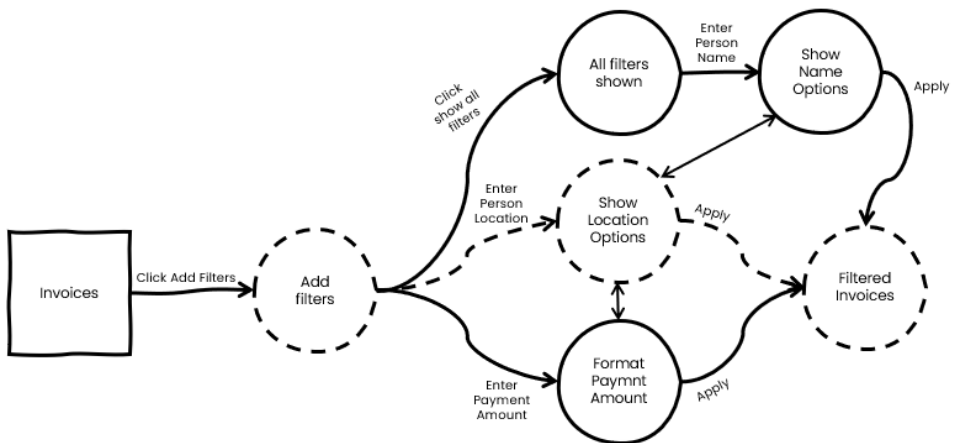 Invoices
Click Add Filters
Add
filters
Click
show all
filters
All filters
shown
Enter
Person
Name
Show
Name
Options
Apply
Enter
Person
Location
Show
Location
Options
Apply
Filtered
Invoices
Enter
Payment
Amount
Format
Paymnt
Amount
Apply